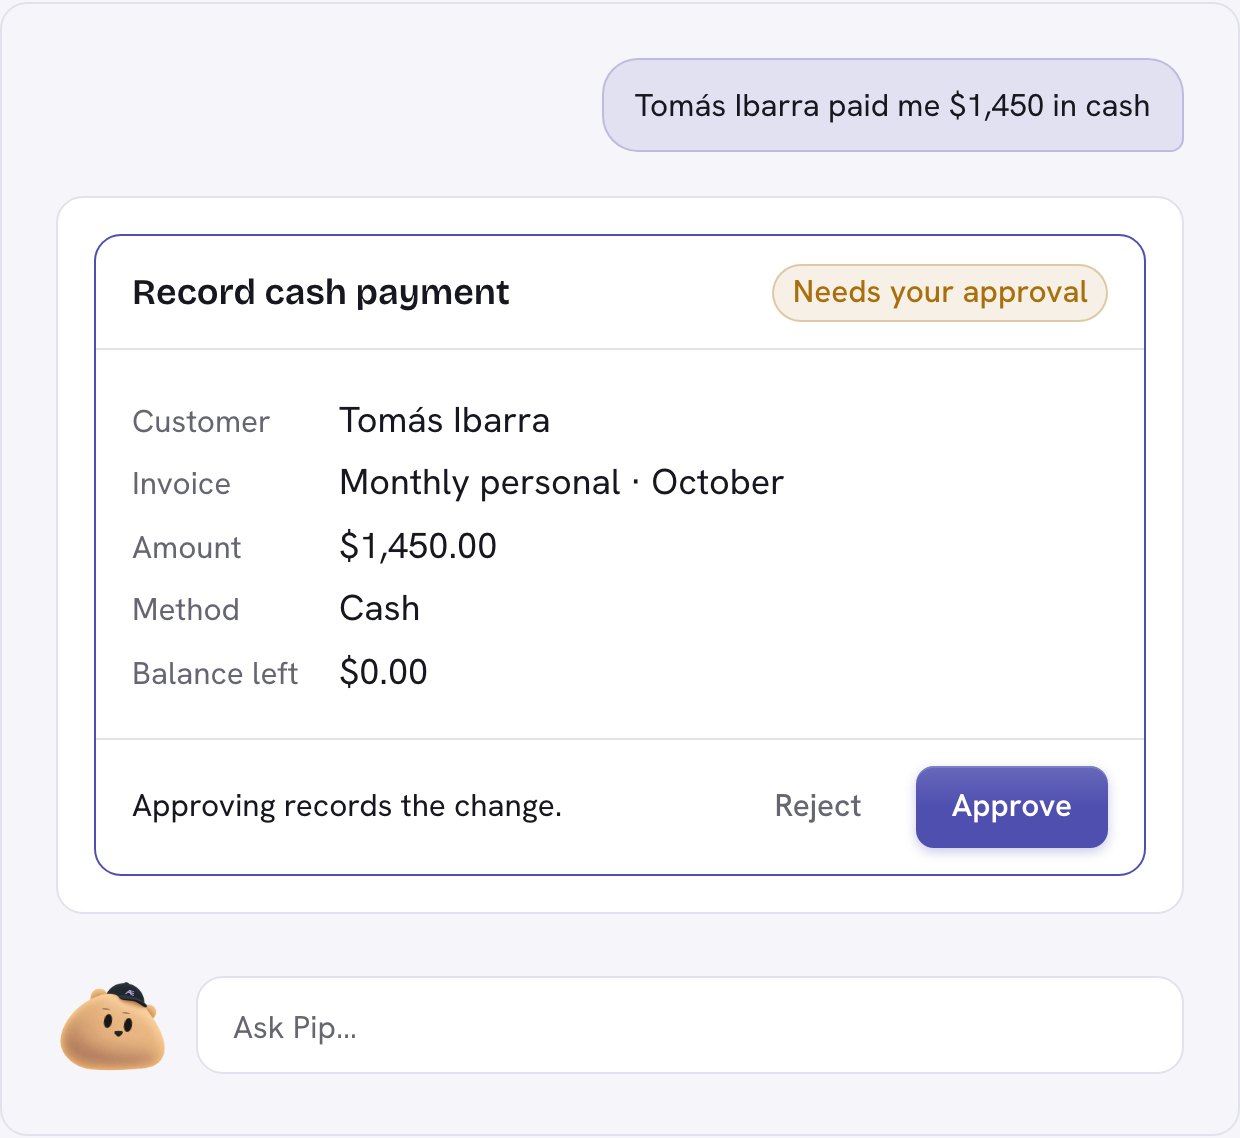 Tomás Ibarra paid me $1,450 in cash
Record cash payment
Needs your approval
Customer Tomás Ibarra
Invoice Monthly personal · October
Amount $1,450.00
Method Cash
Balance left $0.00
Approving records the change.
Reject
Approve
Ask Pip...